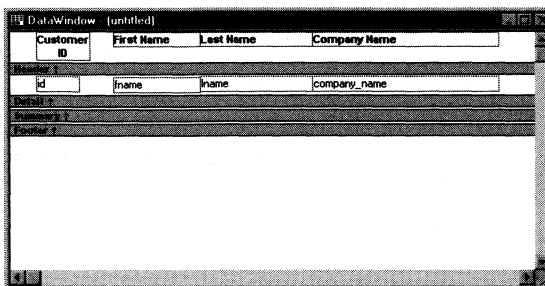 DataWindow - (untitled)
Customer ID First Name Last Name Company Name
Header ↑
id fname lname company_name
Detail ↑
Summary ↑
Footer ↑